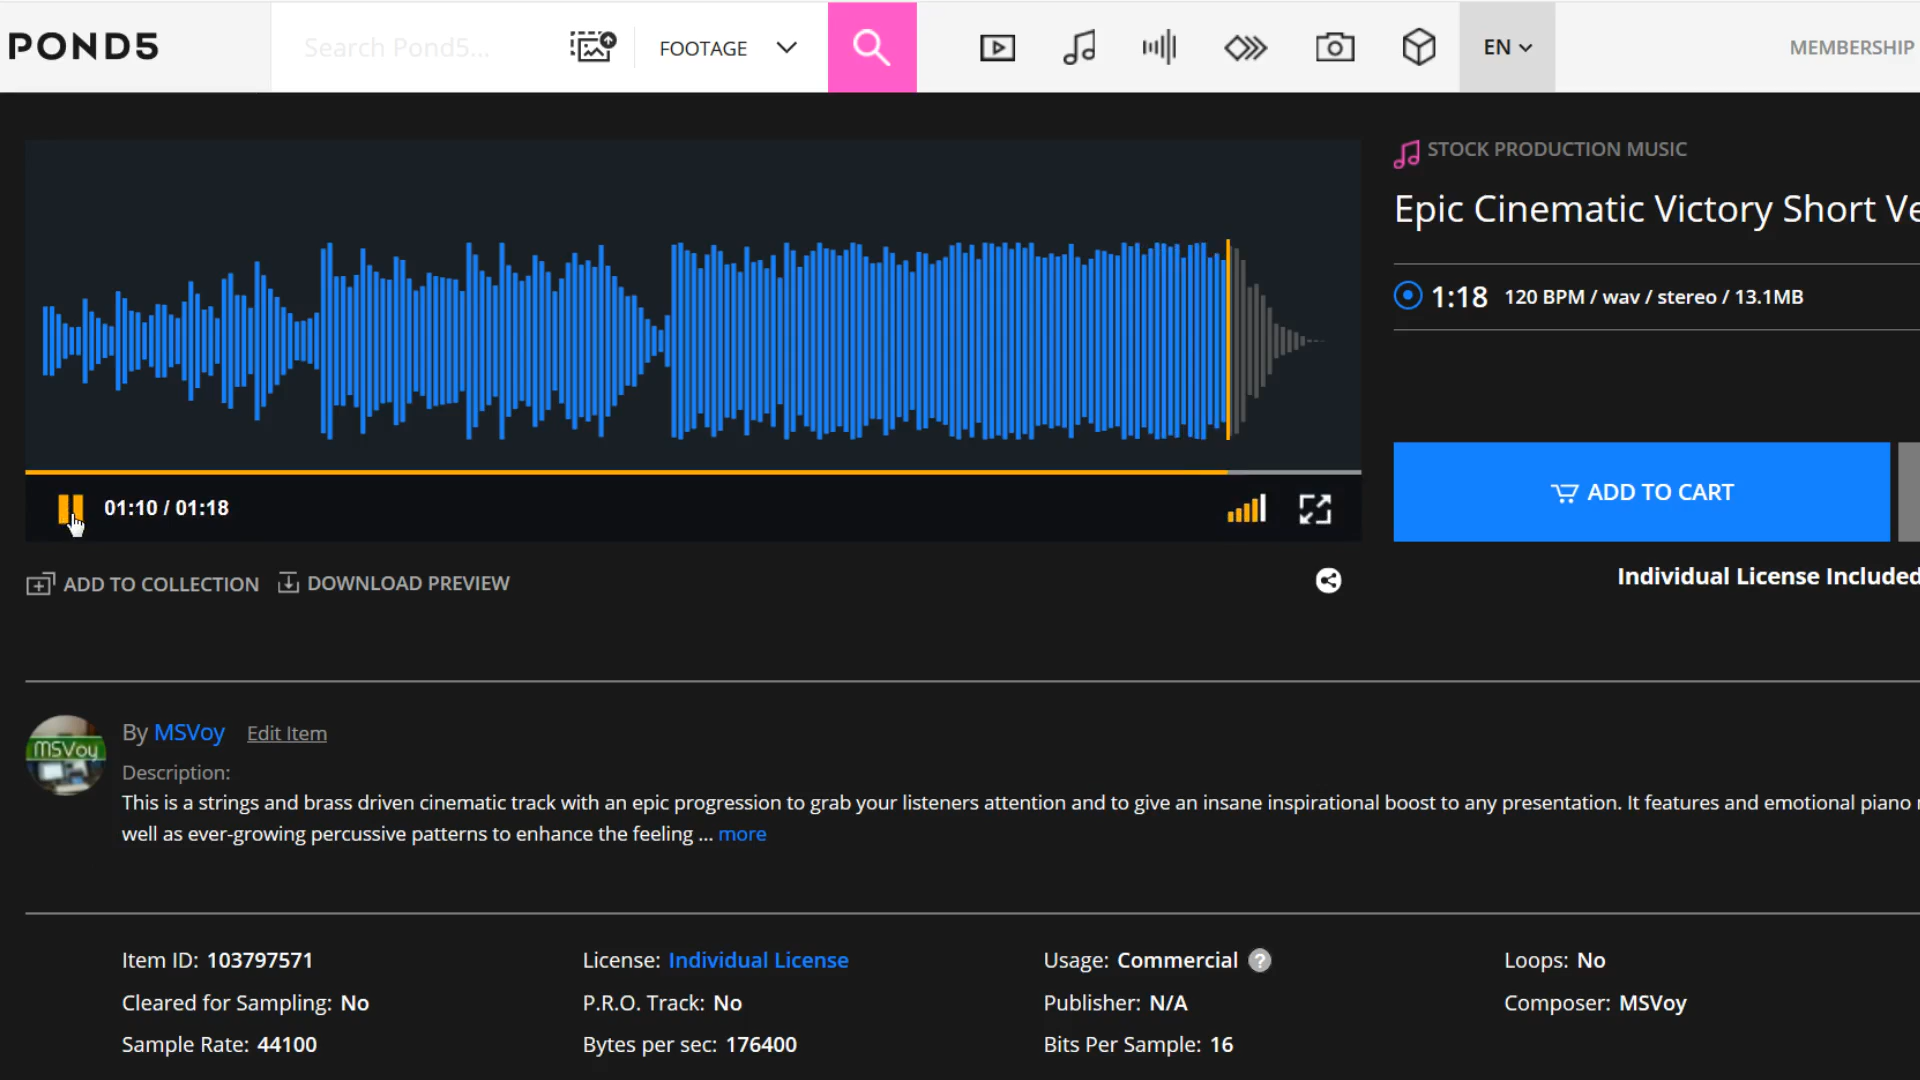 POND5
Search Pond5...
FOOTAGE
EN
MEMBERSHIP
STOCK PRODUCTION MUSIC
Epic Cinematic Victory Short Ve
1:18 120 BPM / wav / stereo / 13.1MB
01:10 / 01:18
ADD TO CART
ADD TO COLLECTION
DOWNLOAD PREVIEW
Individual License Included
MSVoy
By MSVoy Edit Item
Description:
This is a strings and brass driven cinematic track with an epic progression to grab your listeners attention and to give an insane inspirational boost to any presentation. It features and emotional piano
well as ever-growing percussive patterns to enhance the feeling ... more
Item ID: 103797571
License: Individual License
Usage: Commercial ?
Loops: No
Cleared for Sampling: No
P.R.O. Track: No
Publisher: N/A
Composer: MSVoy
Sample Rate: 44100
Bytes per sec: 176400
Bits Per Sample: 16